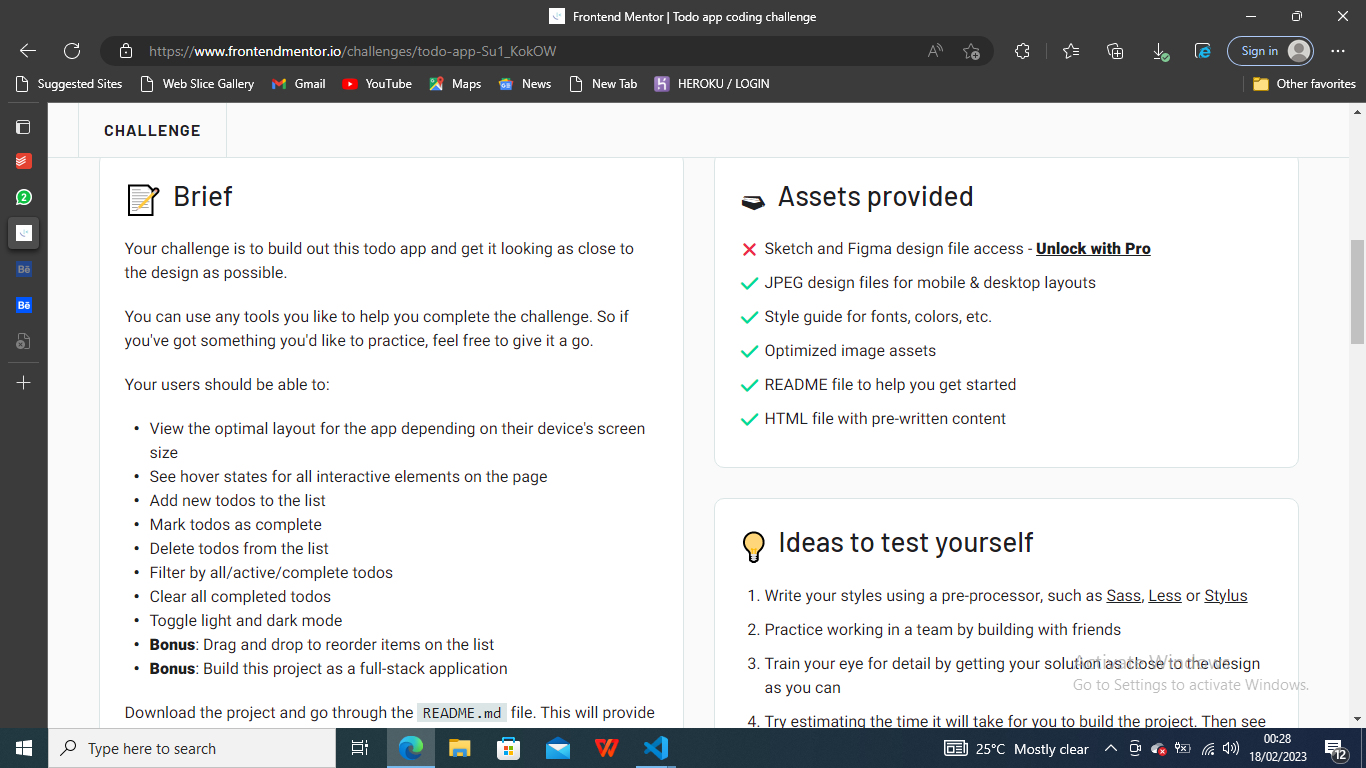 Frontend Mentor | Todo app coding challenge
https://www.frontendmentor.io/challenges/todo-app-Su1_KokOW
Sign in
Suggested Sites
Web Slice Gallery
Gmail
YouTube
Maps
News
New Tab
HEROKU / LOGIN
Other favorites
2
Bē
Bē
CHALLENGE
Brief
Your challenge is to build out this todo app and get it looking as close to
the design as possible.
You can use any tools you like to help you complete the challenge. So if
you've got something you'd like to practice, feel free to give it a go.
Your users should be able to:
• View the optimal layout for the app depending on their device's screen
size
• See hover states for all interactive elements on the page
• Add new todos to the list
• Mark todos as complete
• Delete todos from the list
• Filter by all/active/complete todos
• Clear all completed todos
• Toggle light and dark mode
• Bonus: Drag and drop to reorder items on the list
• Bonus: Build this project as a full-stack application
Download the project and go through the README.md file. This will provide
Assets provided
Sketch and Figma design file access - Unlock with Pro
JPEG design files for mobile & desktop layouts
Style guide for fonts, colors, etc.
Optimized image assets
README file to help you get started
HTML file with pre-written content
Ideas to test yourself
1. Write your styles using a pre-processor, such as Sass, Less or Stylus
2. Practice working in a team by building with friends
3. Train your eye for detail by getting your solution as close to the design
as you can
4. Try estimating the time it will take for you to build the project. Then see
Activate Windows
Go to Settings to activate Windows.
Type here to search
25°C Mostly clear
00:28
18/02/2023
12